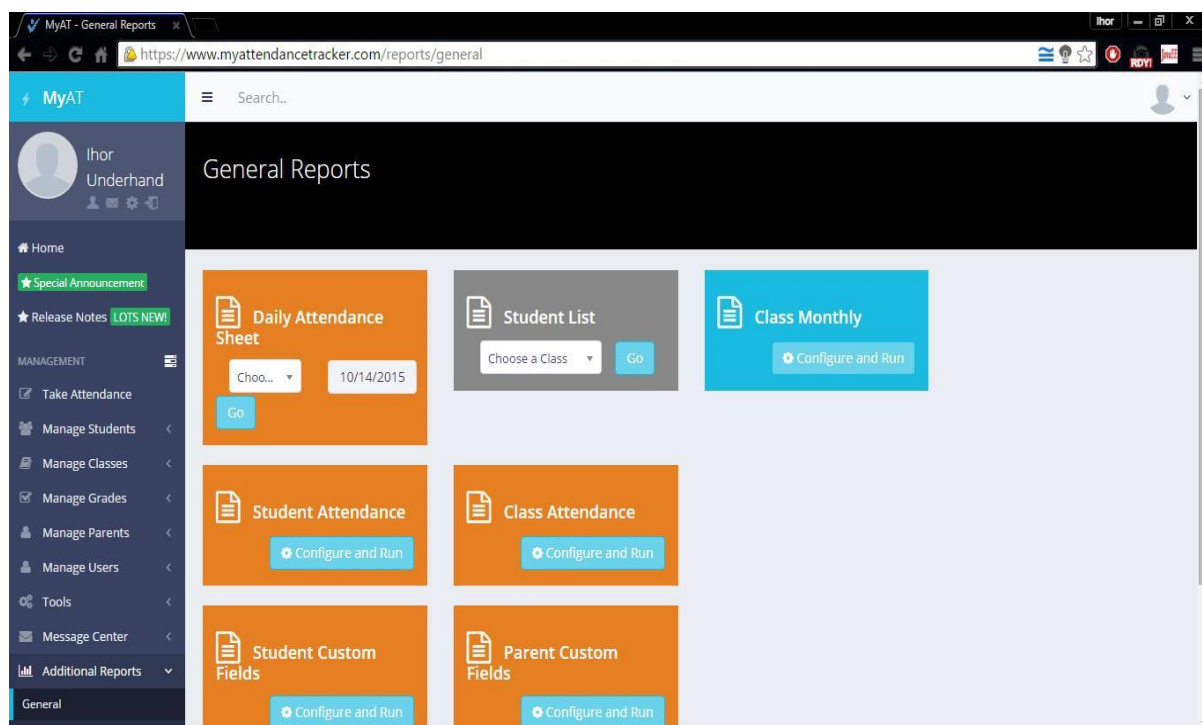 MyAT - General Reports
Ihor
https://www.myattendancetracker.com/reports/general
RDY!
MyAT
Search..
Ihor
Underhand
General Reports
Home
Special Announcement
Release Notes LOTS NEW!
MANAGEMENT
Take Attendance
Manage Students
Manage Classes
Manage Grades
Manage Parents
Manage Users
Tools
Message Center
Additional Reports
General
Daily Attendance
Sheet
Choo...
10/14/2015
Go
Student List
Choose a Class
Go
Class Monthly
Configure and Run
Student Attendance
Configure and Run
Class Attendance
Configure and Run
Student Custom
Fields
Configure and Run
Parent Custom
Fields
Configure and Run